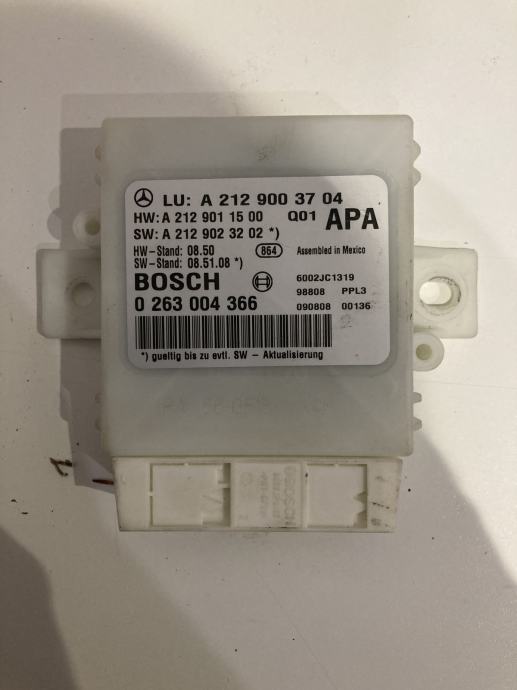 LU: A 212 900 37 04
HW: A 212 901 15 00 Q01 APA
SW: A 212 902 32 02 *)
HW-Stand: 08.50 864 Assembled in Mexico
SW-Stand: 08.51.08 *)
BOSCH 6002JC1319
98808 PPL3
0 263 004 366 090808 00136
*) gueltig bis zu evtl. SW - Aktualisierung
BOSCH